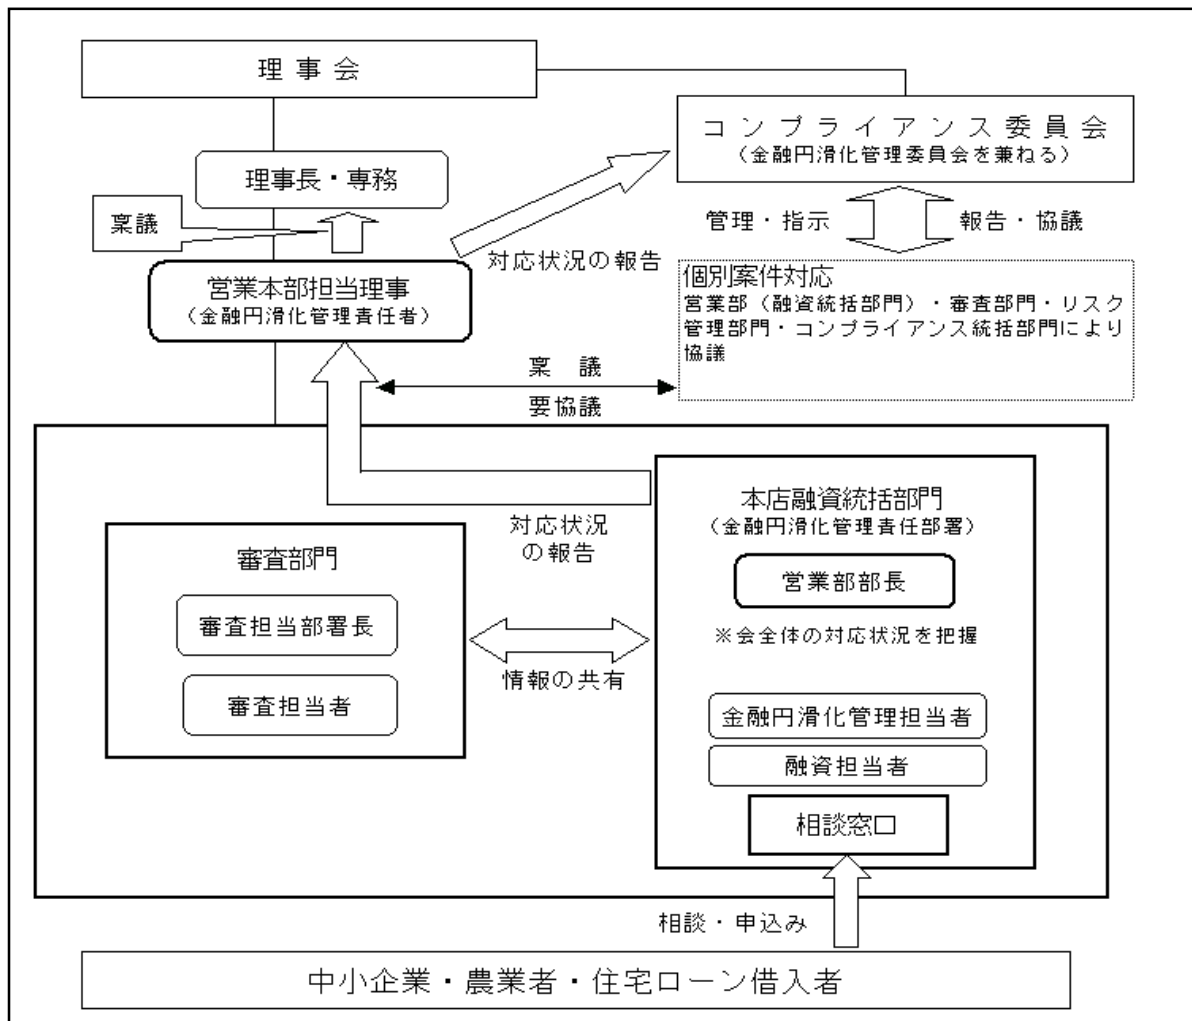 理事会
コンプライアンス委員会
（金融円滑化管理委員会を兼ねる）
理事長・専務
稟議
管理・指示
報告・協議
対応状況の報告
営業本部担当理事
（金融円滑化管理責任者）
個別案件対応
営業部（融資統括部門）・審査部門・リスク
管理部門・コンプライアンス統括部門により
協議
稟　議
要協議
本店融資統括部門
（金融円滑化管理責任部署）
対応状況
の報告
審査部門
営業部部長
審査担当部署長
※会全体の対応状況を把握
情報の共有
審査担当者
金融円滑化管理担当者
融資担当者
相談窓口
相談・申込み
中小企業・農業者・住宅ローン借入者